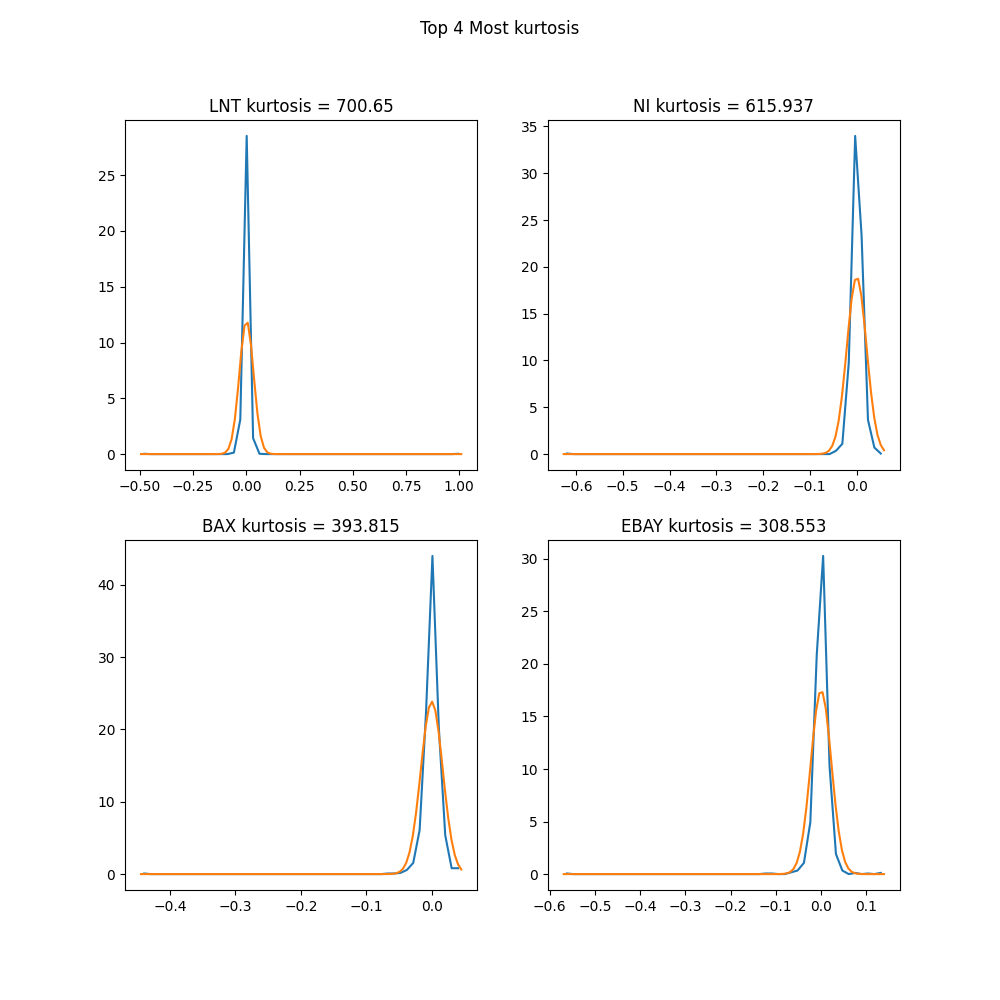 Top 4 Most kurtosis
LNT kurtosis = 700.65
NI kurtosis = 615.937
25
20
15
10
5
0
−0.50 −0.25 0.00 0.25 0.50 0.75 1.00
35
30
25
20
15
10
5
0
−0.6 −0.5 −0.4 −0.3 −0.2 −0.1 0.0
BAX kurtosis = 393.815
EBAY kurtosis = 308.553
40
30
20
10
0
−0.4 −0.3 −0.2 −0.1 0.0
30
25
20
15
10
5
0
−0.6 −0.5 −0.4 −0.3 −0.2 −0.1 0.0 0.1